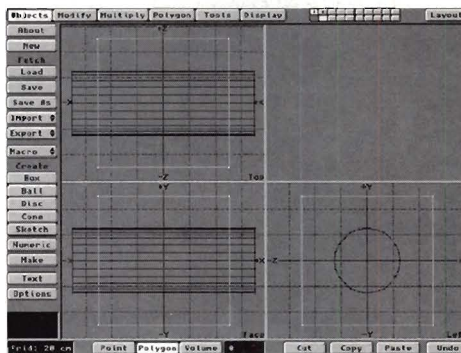 Objects Modify Multiply Polygon Tools Display Layout
About
New
Fetch
Load
Save
Save As
Import
Export
Macro
Create
Box
Ball
Disc
Cone
Sketch
Numeric
Make
Text
Options
+Z
-X
-Z Top
+Y
X
-Y Face
+Y
-Z
-Y Left
Grid: 20 cm Point Polygon Volume 0 Cut Copy Paste Undo